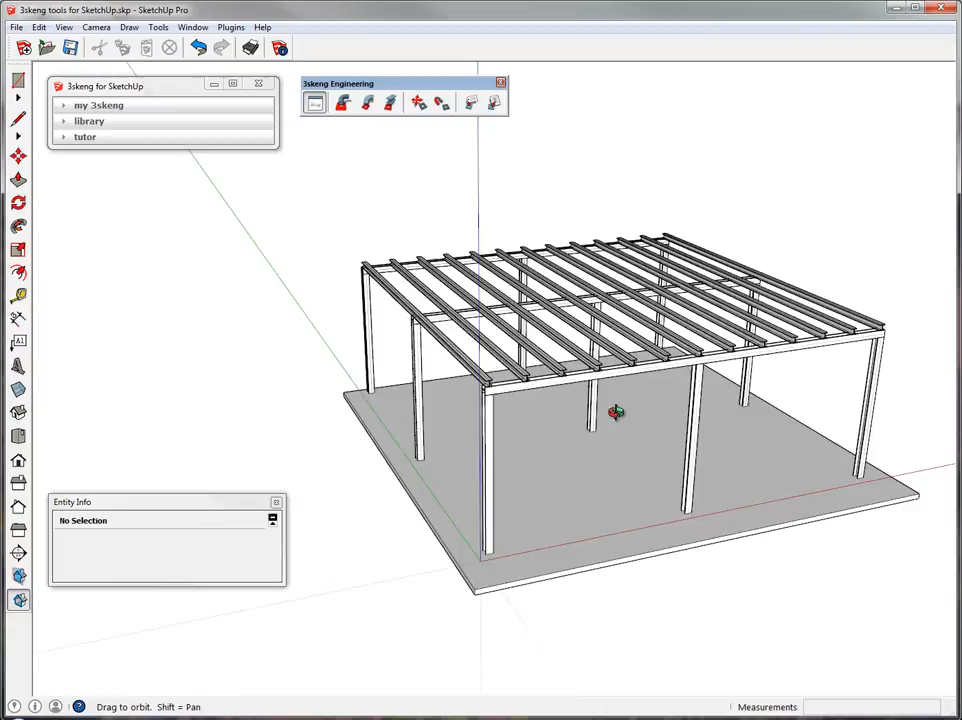 3skeng tools for SketchUp.skp - SketchUp Pro
File Edit View Camera Draw Tools Window Plugins Help
3skeng for SketchUp
my 3skeng
library
tutor
3skeng Engineering
A1
Entity Info
No Selection
Drag to orbit. Shift = Pan
Measurements